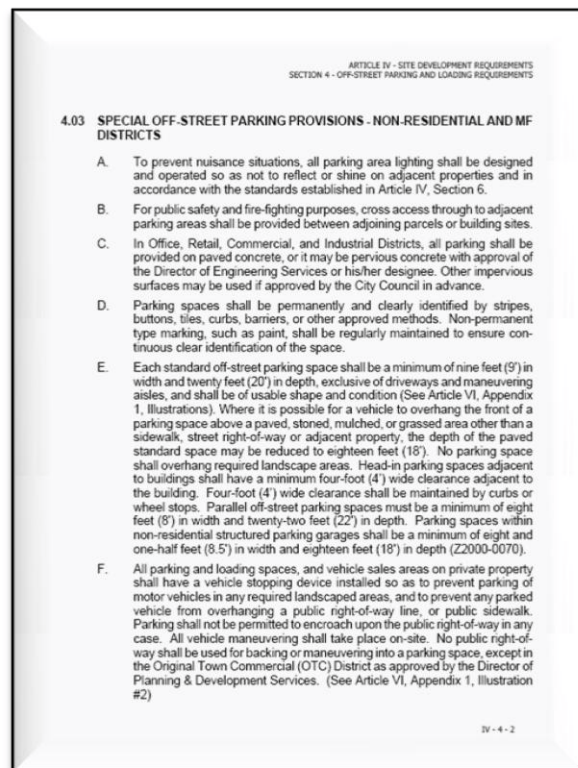 ARTICLE IV - SITE DEVELOPMENT REQUIREMENTS
SECTION 4 - OFF-STREET PARKING AND LOADING REQUIREMENTS
4.03 SPECIAL OFF-STREET PARKING PROVISIONS - NON-RESIDENTIAL AND MF
DISTRICTS
A. To prevent nuisance situations, all parking area lighting shall be designed
and operated so as not to reflect or shine on adjacent properties and in
accordance with the standards established in Article IV, Section 6.
B. For public safety and fire-fighting purposes, cross access through to adjacent
parking areas shall be provided between adjoining parcels or building sites.
C. In Office, Retail, Commercial, and Industrial Districts, all parking shall be
provided on paved concrete, or it may be pervious concrete with approval of
the Director of Engineering Services or his/her designee. Other impervious
surfaces may be used if approved by the City Council in advance.
D. Parking spaces shall be permanently and clearly identified by stripes,
buttons, tiles, curbs, barriers, or other approved methods. Non-permanent
type marking, such as paint, shall be regularly maintained to ensure con-
tinuous clear identification of the space.
E. Each standard off-street parking space shall be a minimum of nine feet (9') in
width and twenty feet (20') in depth, exclusive of driveways and maneuvering
aisles, and shall be of usable shape and condition (See Article VI, Appendix
1, Illustrations). Where it is possible for a vehicle to overhang the front of a
parking space above a paved, stoned, mulched, or grassed area other than a
sidewalk, street right-of-way or adjacent property, the depth of the paved
standard space may be reduced to eighteen feet (18'). No parking space
shall overhang required landscape areas. Head-in parking spaces adjacent
to buildings shall have a minimum four-foot (4') wide clearance adjacent to
the building. Four-foot (4') wide clearance shall be maintained by curbs or
wheel stops. Parallel off-street parking spaces must be a minimum of eight
feet (8') in width and twenty-two feet (22') in depth. Parking spaces within
non-residential structured parking garages shall be a minimum of eight and
one-half feet (8.5') in width and eighteen feet (18') in depth (Z2000-0070).
F. All parking and loading spaces, and vehicle sales areas on private property
shall have a vehicle stopping device installed so as to prevent parking of
motor vehicles in any required landscaped areas, and to prevent any parked
vehicle from overhanging a public right-of-way line, or public sidewalk.
Parking shall not be permitted to encroach upon the public right-of-way in any
case. All vehicle maneuvering shall take place on-site. No public right-of-
way shall be used for backing or maneuvering into a parking space, except in
the Original Town Commercial (OTC) District as approved by the Director of
Planning & Development Services. (See Article VI, Appendix 1, Illustration
#2)
IV - 4 - 2